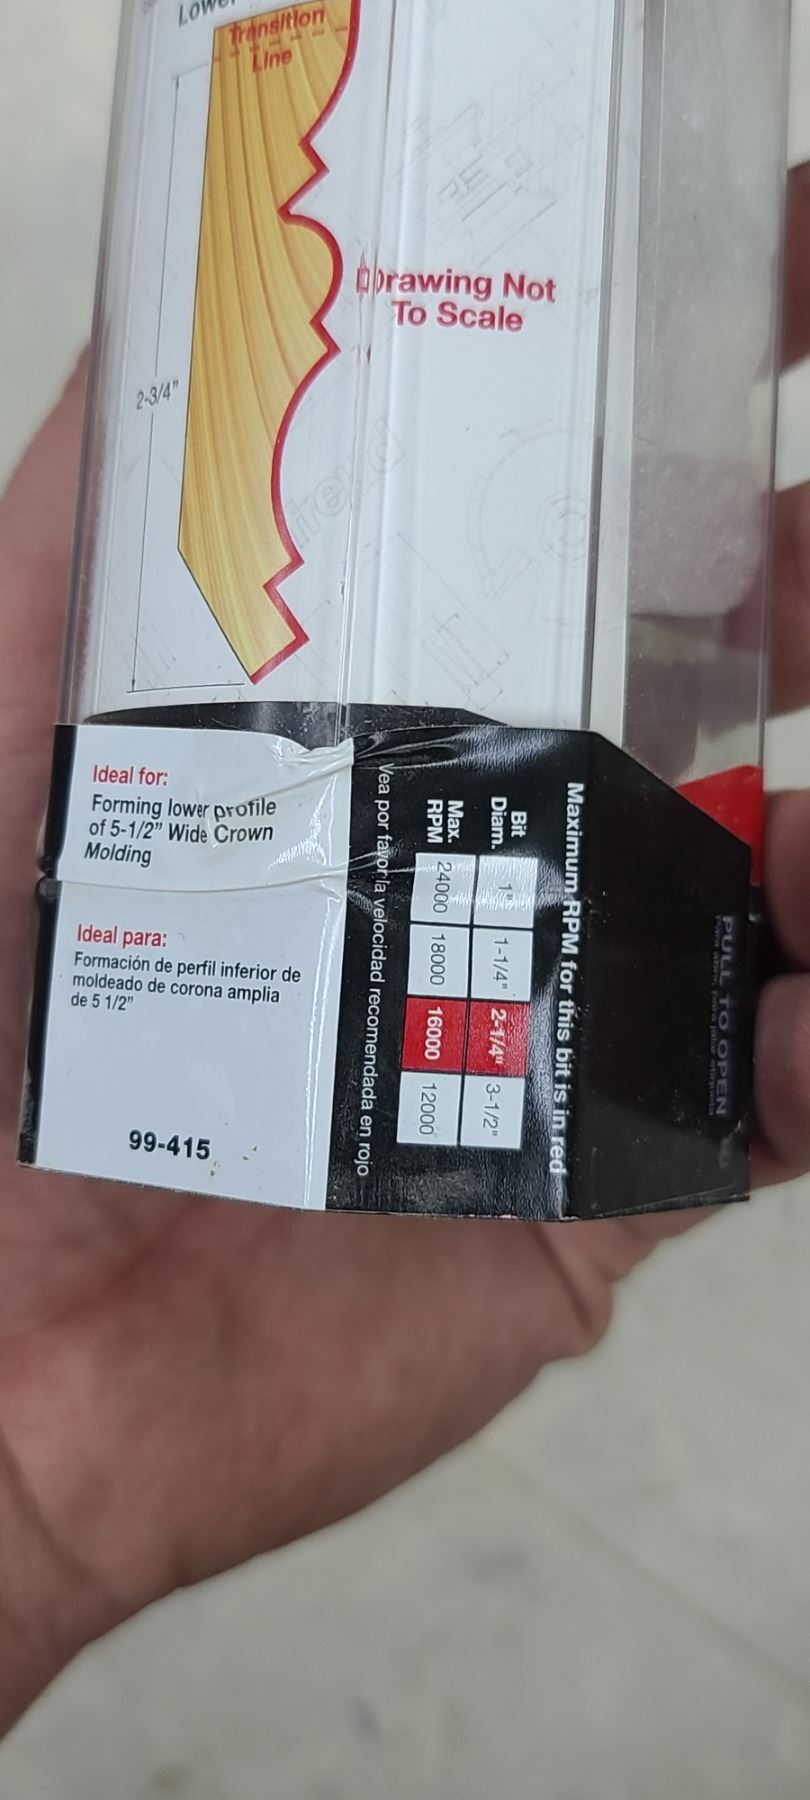 Transition
Line
2-3/4"
Drawing Not
To Scale
freud
Ideal for:
Forming lower profile
of 5-1/2" Wide Crown
Molding
Ideal para:
Formación de perfil inferior de
moldeado de corona amplia
de 5 1/2"
99-415
Maximum RPM for this bit is in red
Bit Diam. 1" 1-1/4" 2-1/4" 3-1/2"
Max. RPM 24000 18000 16000 12000
Vea por favor la velocidad recomendada en rojo
PULL TO OPEN